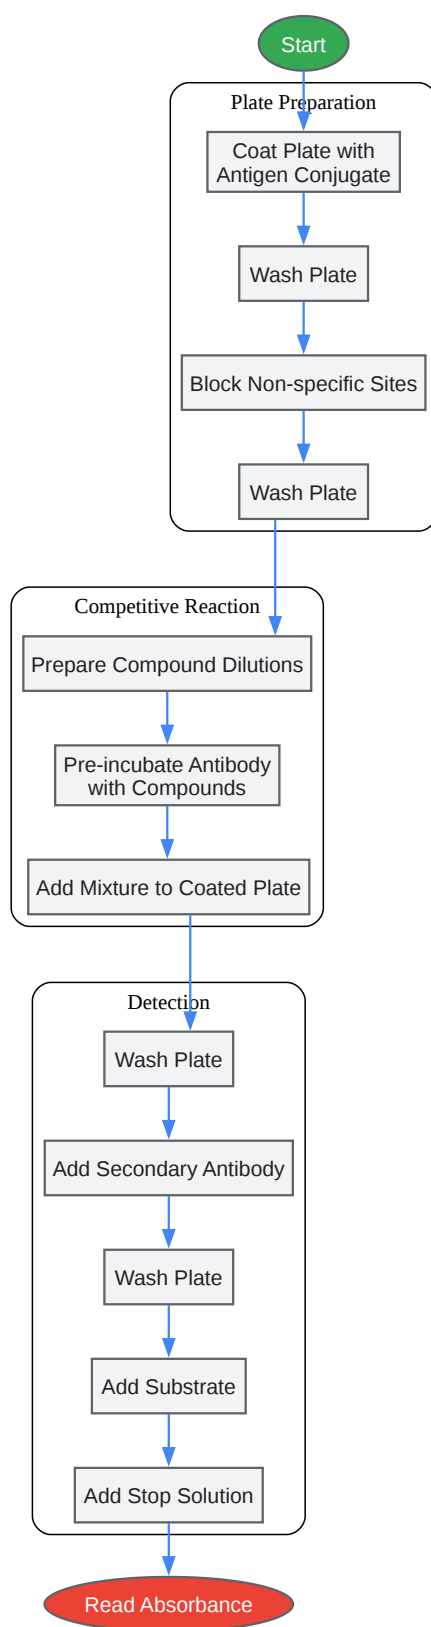 Start
Plate Preparation
Coat Plate with
Antigen Conjugate
Wash Plate
Block Non-specific Sites
Wash Plate
Competitive Reaction
Prepare Compound Dilutions
Pre-incubate Antibody
with Compounds
Add Mixture to Coated Plate
Detection
Wash Plate
Add Secondary Antibody
Wash Plate
Add Substrate
Add Stop Solution
Read Absorbance